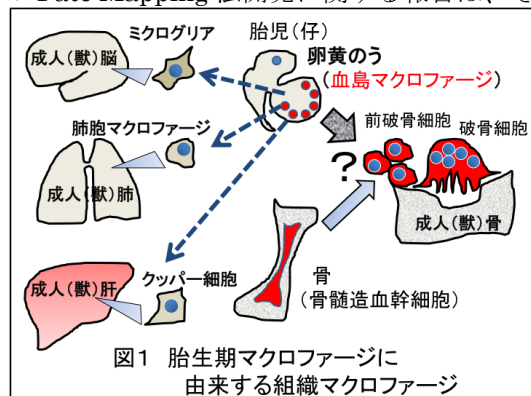 ミクログリア
胎児(仔)
成人(獣)脳
卵黄のう
(血島マクロファージ)
肺胞マクロファージ
前破骨細胞
破骨細胞
?
成人(獣)肺
成人(獣)骨
成人(獣)肝
クッパー細胞
骨
(骨髄造血幹細胞)
図1 胎生期マクロファージに
由来する組織マクロファージ